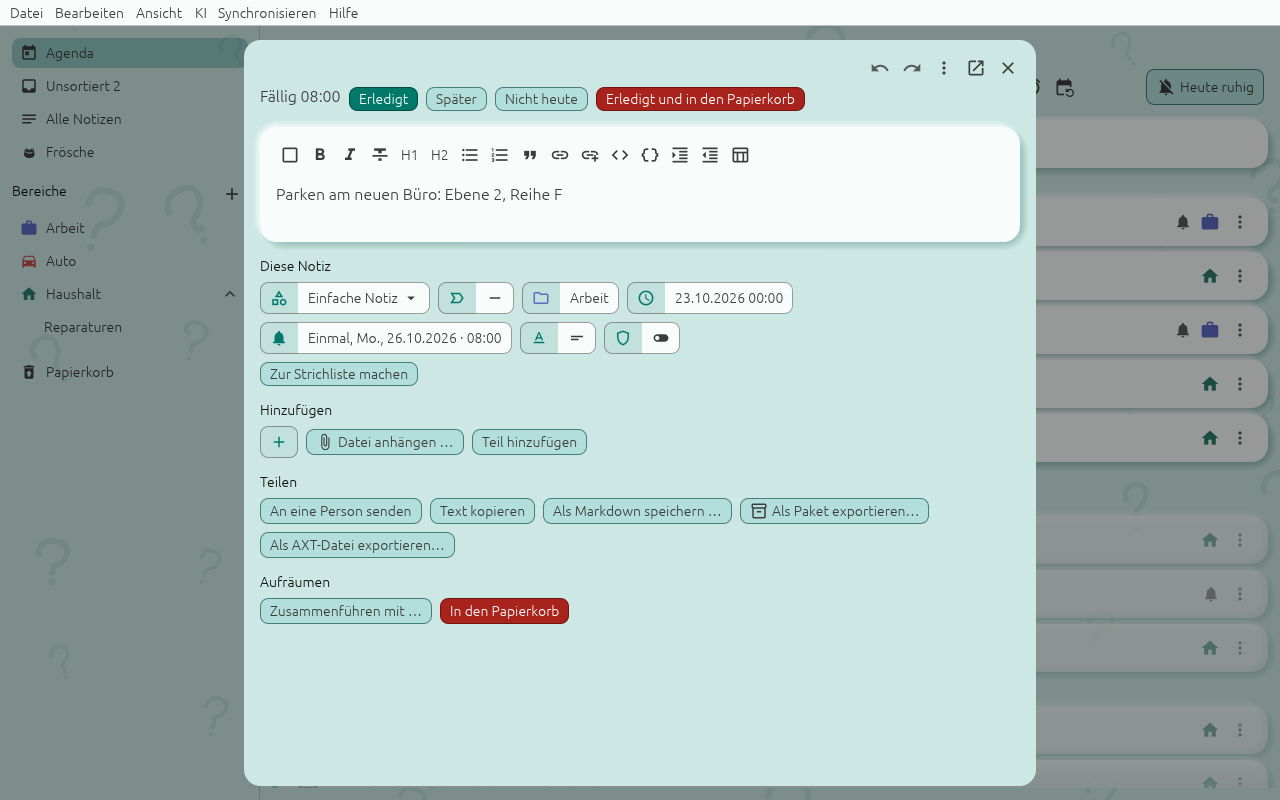 Datei Bearbeiten Ansicht KI Synchronisieren Hilfe
Agenda
Unsortiert 2
Alle Notizen
Frösche
Bereiche
Arbeit
Auto
Haushalt
Reparaturen
Papierkorb
Heute ruhig
Fällig 08:00 Erledigt Später Nicht heute Erledigt und in den Papierkorb
B I S H1 H2
Parken am neuen Büro: Ebene 2, Reihe F
Diese Notiz
Einfache Notiz Arbeit 23.10.2026 00:00
Einmal, Mo., 26.10.2026 · 08:00
Zur Strichliste machen
Hinzufügen
Datei anhängen … Teil hinzufügen
Teilen
An eine Person senden Text kopieren Als Markdown speichern … Als Paket exportieren…
Als AXT-Datei exportieren…
Aufräumen
Zusammenführen mit … In den Papierkorb